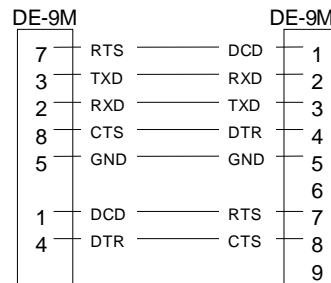 DE-9M DE-9M
7 RTS DCD 1
3 TXD RXD 2
2 RXD TXD 3
8 CTS DTR 4
5 GND GND 5
6
1 DCD RTS 7
4 DTR CTS 8
9